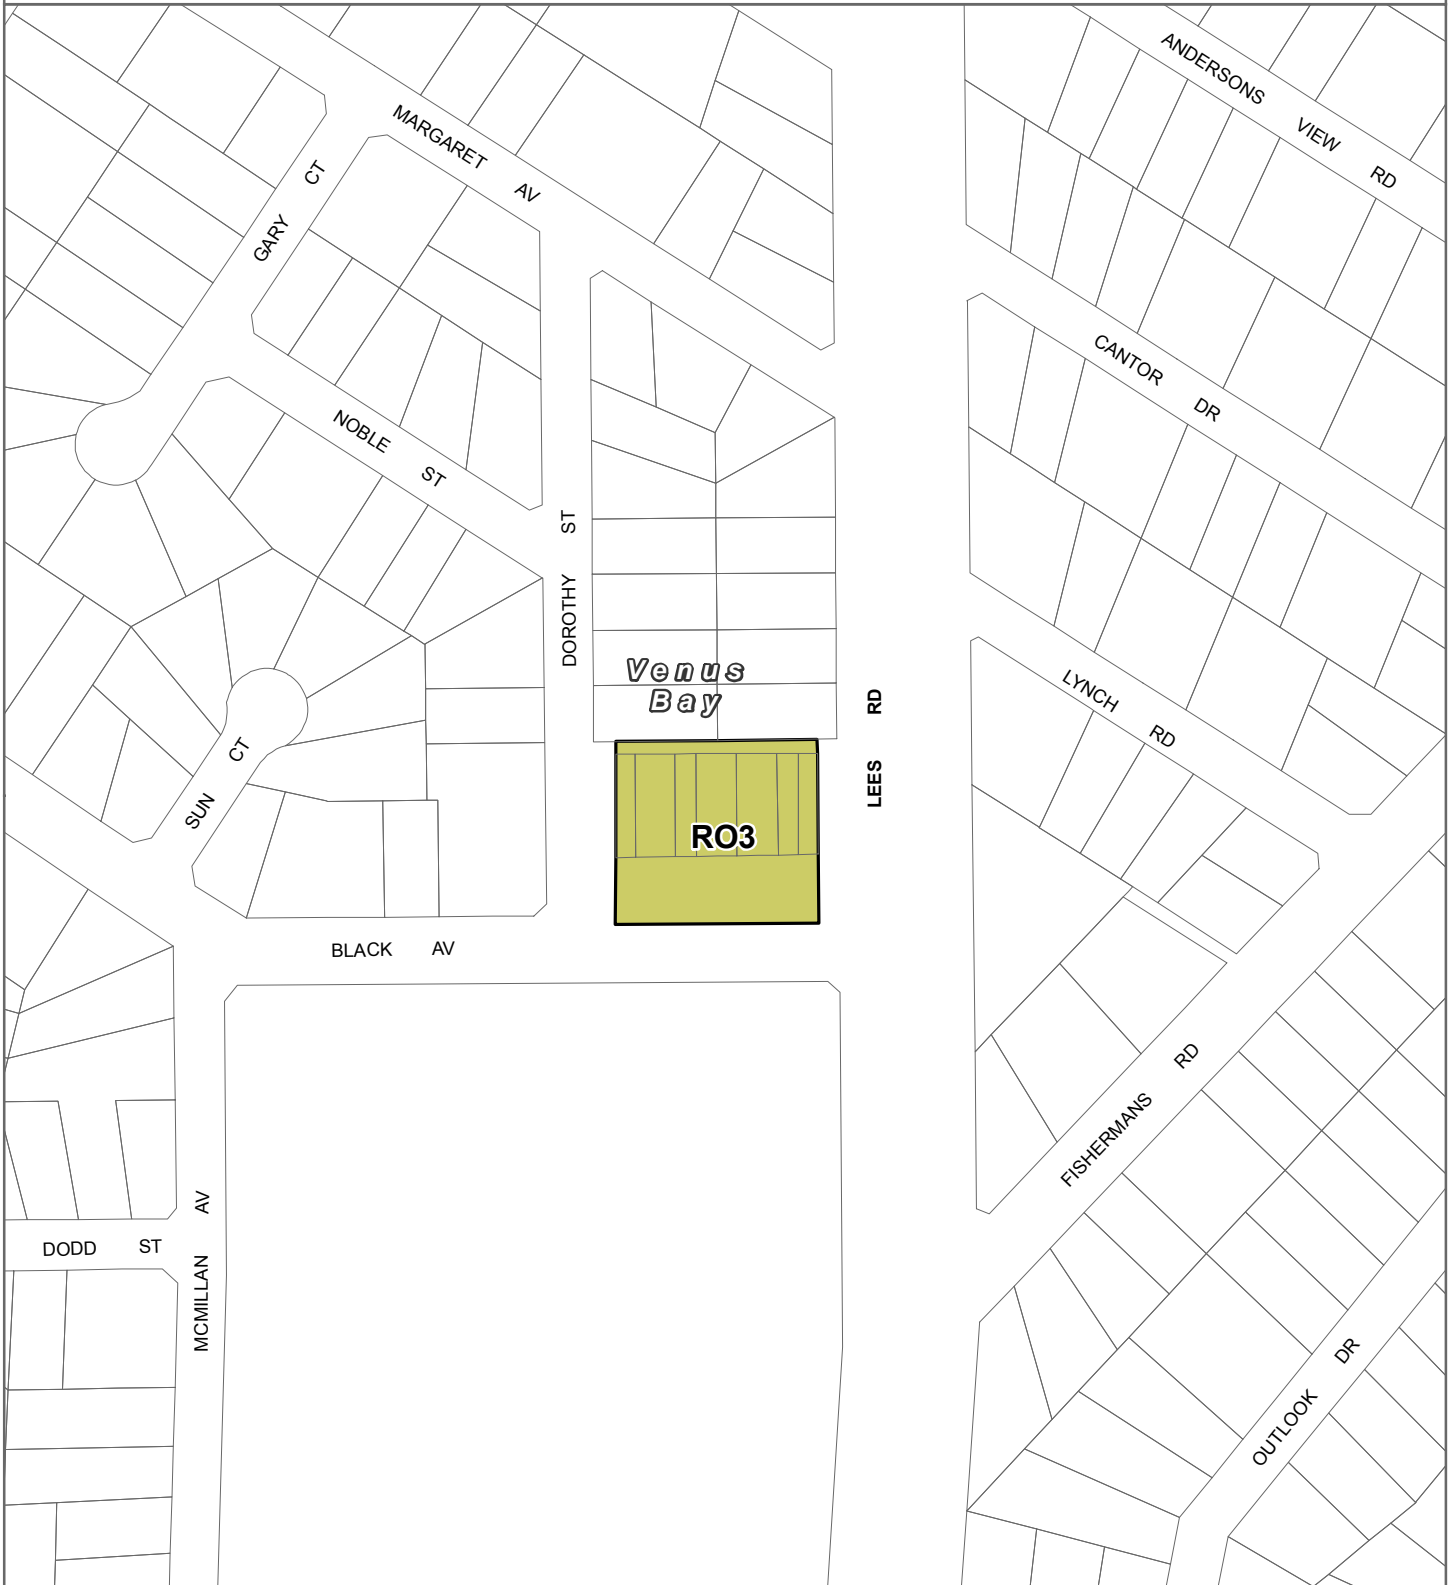 ANDERSONS VIEW RD
MARGARET AV
GARY CT
CANTOR DR
NOBLE ST
DOROTHY ST
Venus
Bay
LYNCH RD
LEES RD
SUN CT
RO3
BLACK AV
FISHERMANS RD
MCMILLAN AV
DODD ST
OUTLOOK DR